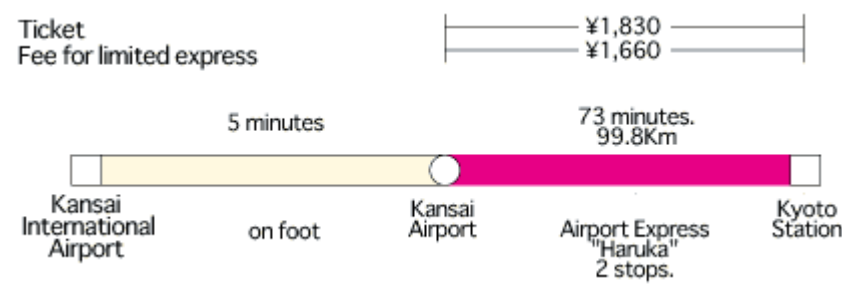 Ticket
¥1,830
Fee for limited express
¥1,660
5 minutes
73 minutes.
99.8Km
Kansai
International
Airport
on foot
Kansai
Airport
Airport Express
"Haruka"
2 stops.
Kyoto
Station